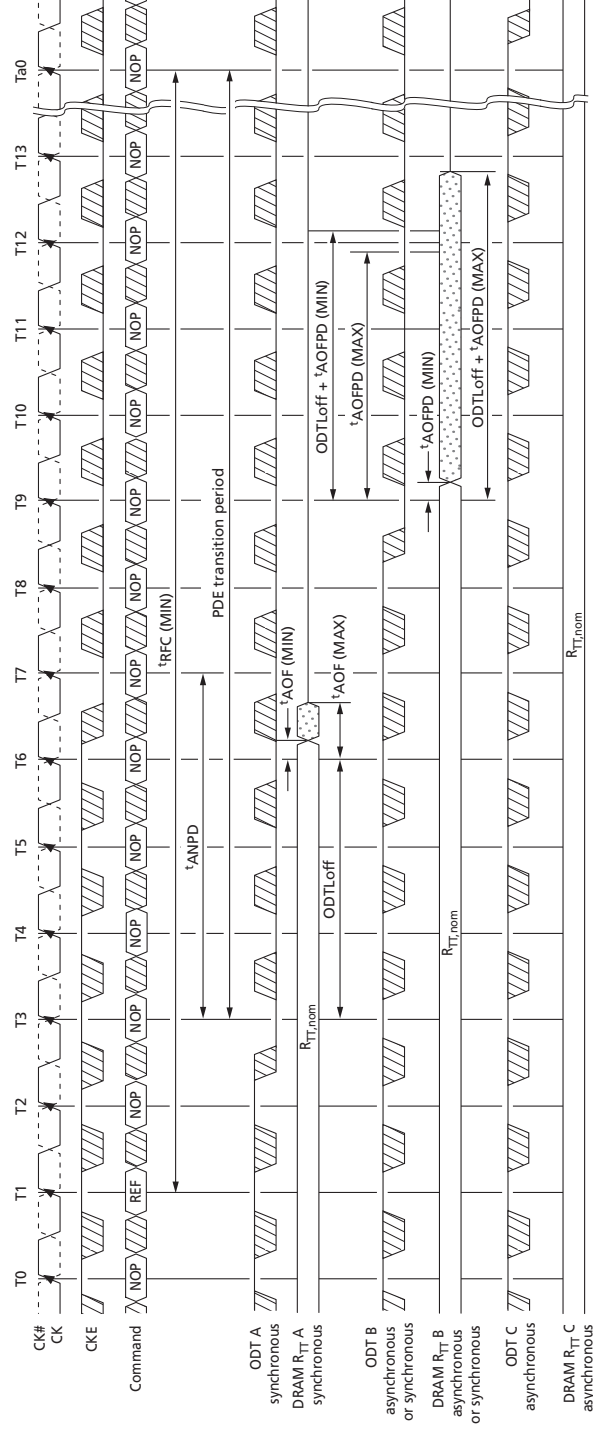 T0 T1 T2 T3 T4 T5 T6 T7 T8 T9 T10 T11 T12 T13 Ta0
CK#
CK
CKE
Command
NOP REF NOP NOP NOP NOP NOP NOP NOP NOP NOP NOP NOP NOP NOP
tRFC (MIN)
tANPD
PDE transition period
ODT A
synchronous
tAOF (MIN)
DRAM RTT A
synchronous
RTT,nom
ODTLoff
tAOF (MAX)
ODTLoff + tAOFPD (MIN)
tAOFPD (MAX)
ODT B
asynchronous
or synchronous
tAOFPD (MIN)
DRAM RTT B
asynchronous
or synchronous
RTT,nom
ODTLoff + tAOFPD (MAX)
ODT C
asynchronous
DRAM RTT C
asynchronous
RTT,nom